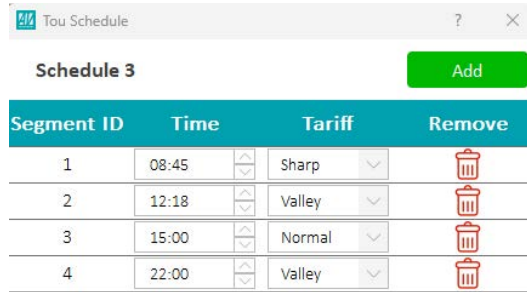 Tou Schedule ?
Schedule 3 Add
Segment ID Time Tariff Remove
1 08:45 Sharp
2 12:18 Valley
3 15:00 Normal
4 22:00 Valley